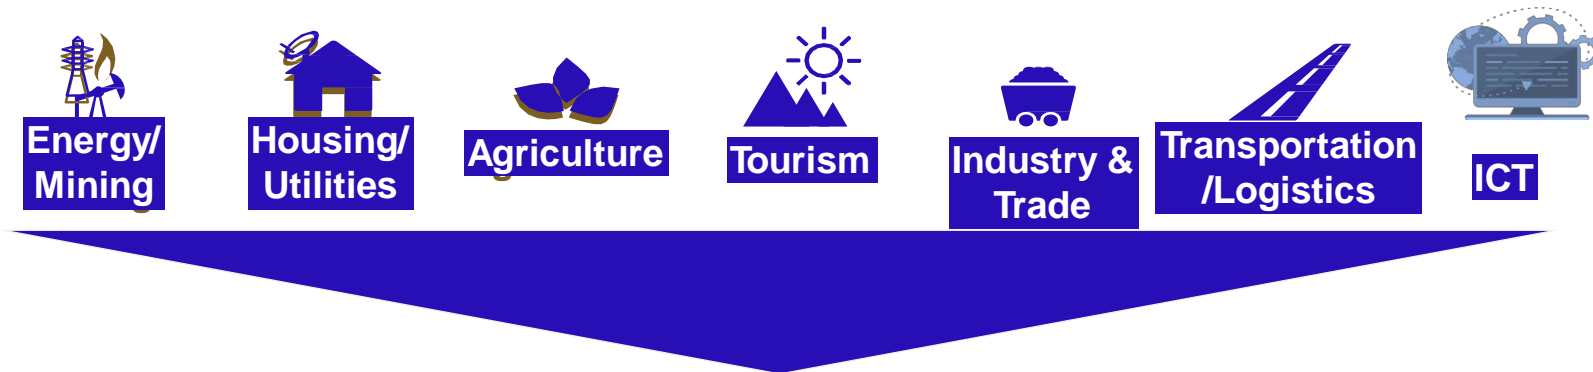 Energy/
Mining
Housing/
Utilities
Agriculture
Tourism
Industry &
Trade
Transportation
/Logistics
ICT